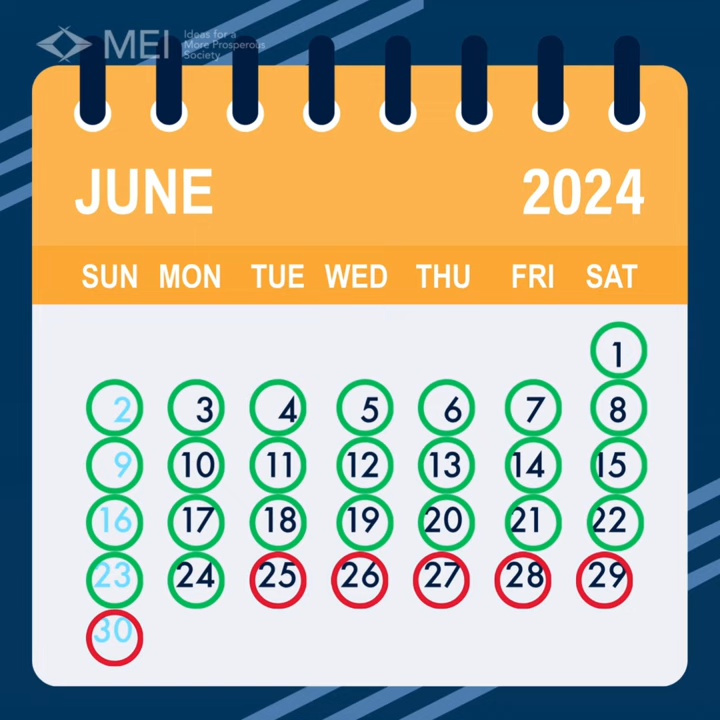 MEI
Ideas for a
More Prosperous
Society
JUNE 2024
SUN MON TUE WED THU FRI SAT
1
2 3 4 5 6 7 8
9 10 11 12 13 14 15
16 17 18 19 20 21 22
23 24 25 26 27 28 29
30